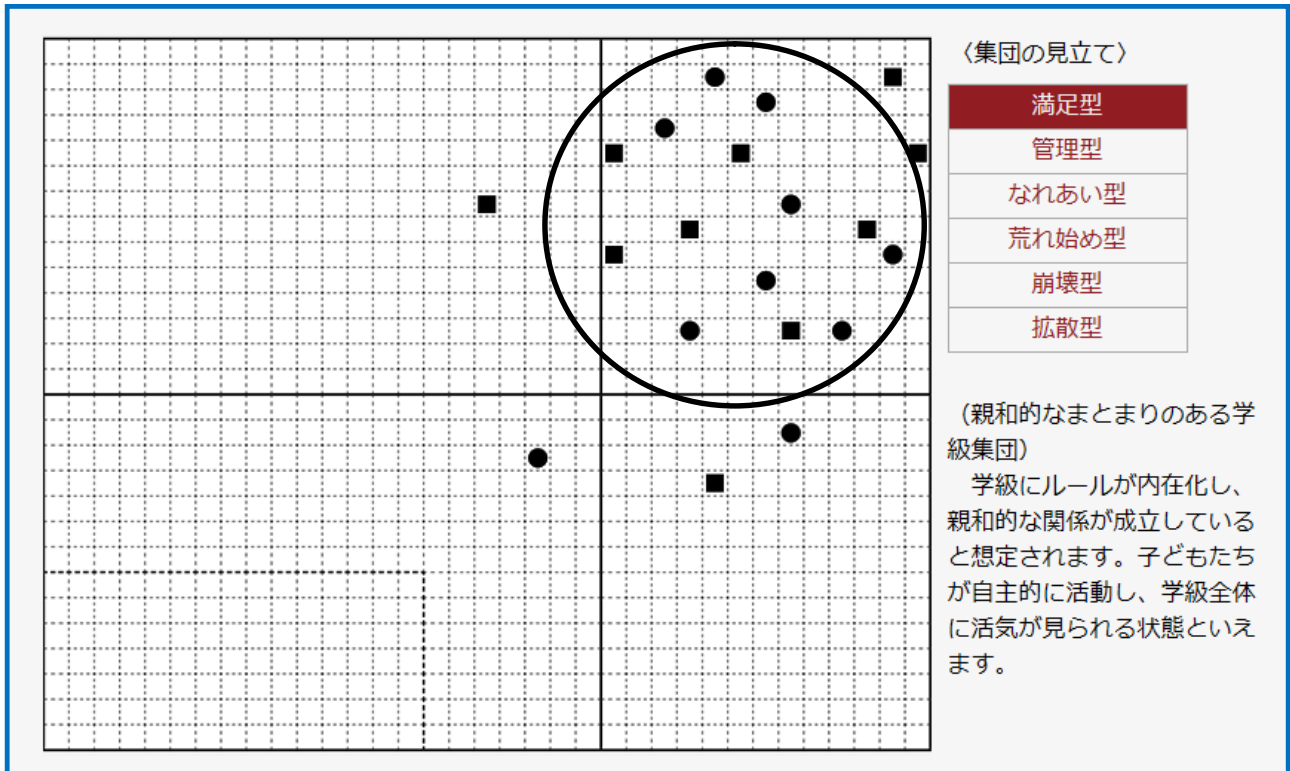 〈集団の見立て〉
満足型
管理型
なれあい型
荒れ始め型
崩壊型
拡散型
（親和的なまとまりのある学
級集団）
　学級にルールが内在化し、
親和的な関係が成立している
と想定されます。子どもたち
が自主的に活動し、学級全体
に活気が見られる状態といえ
ます。